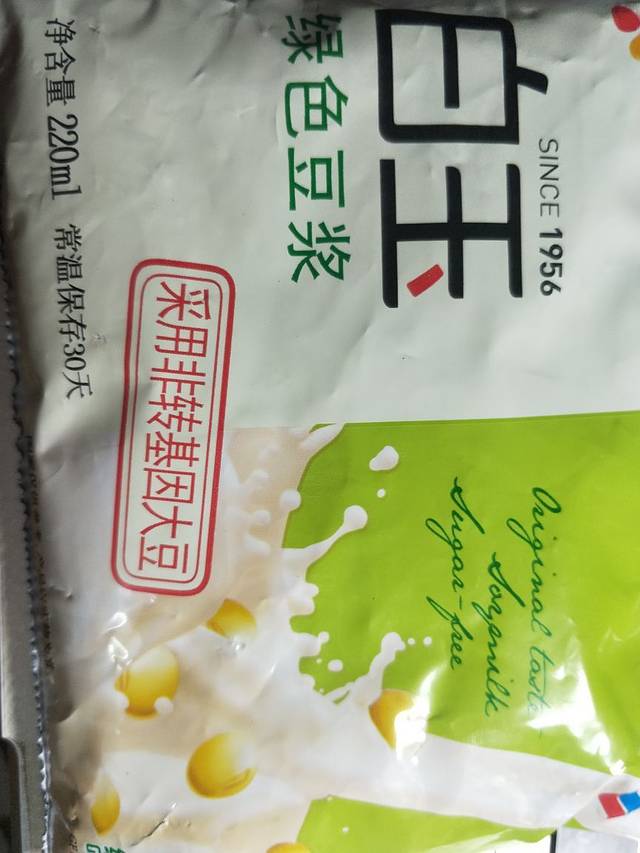 SINCE 1956
白玉
绿色豆浆
采用非转基因大豆
净含量 220ml 常温保存30天
Original taste
Soymilk
Sugar-free